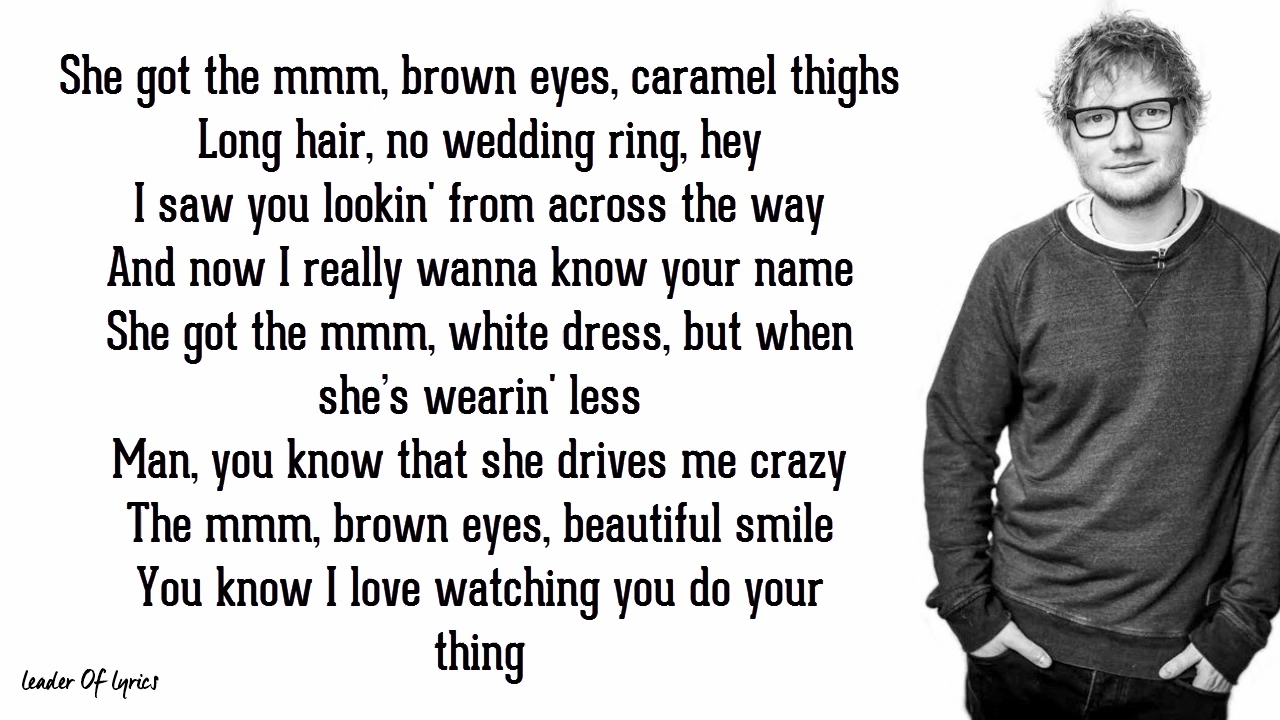 She got the mmm, brown eyes, caramel thighs
Long hair, no wedding ring, hey
I saw you lookin' from across the way
And now I really wanna know your name
She got the mmm, white dress, but when
she’s wearin' less
Man, you know that she drives me crazy
The mmm, brown eyes, beautiful smile
You know I love watching you do your
thing
Leader Of Lyrics